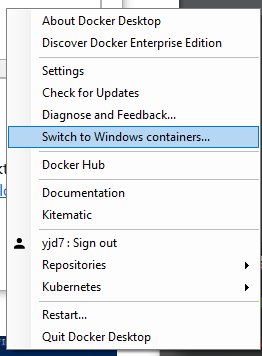 About Docker Desktop
Discover Docker Enterprise Edition
Settings
Check for Updates
Diagnose and Feedback...
Switch to Windows containers...
Docker Hub
Documentation
Kitematic
yjd7 : Sign out
Repositories
Kubernetes
Restart...
Quit Docker Desktop